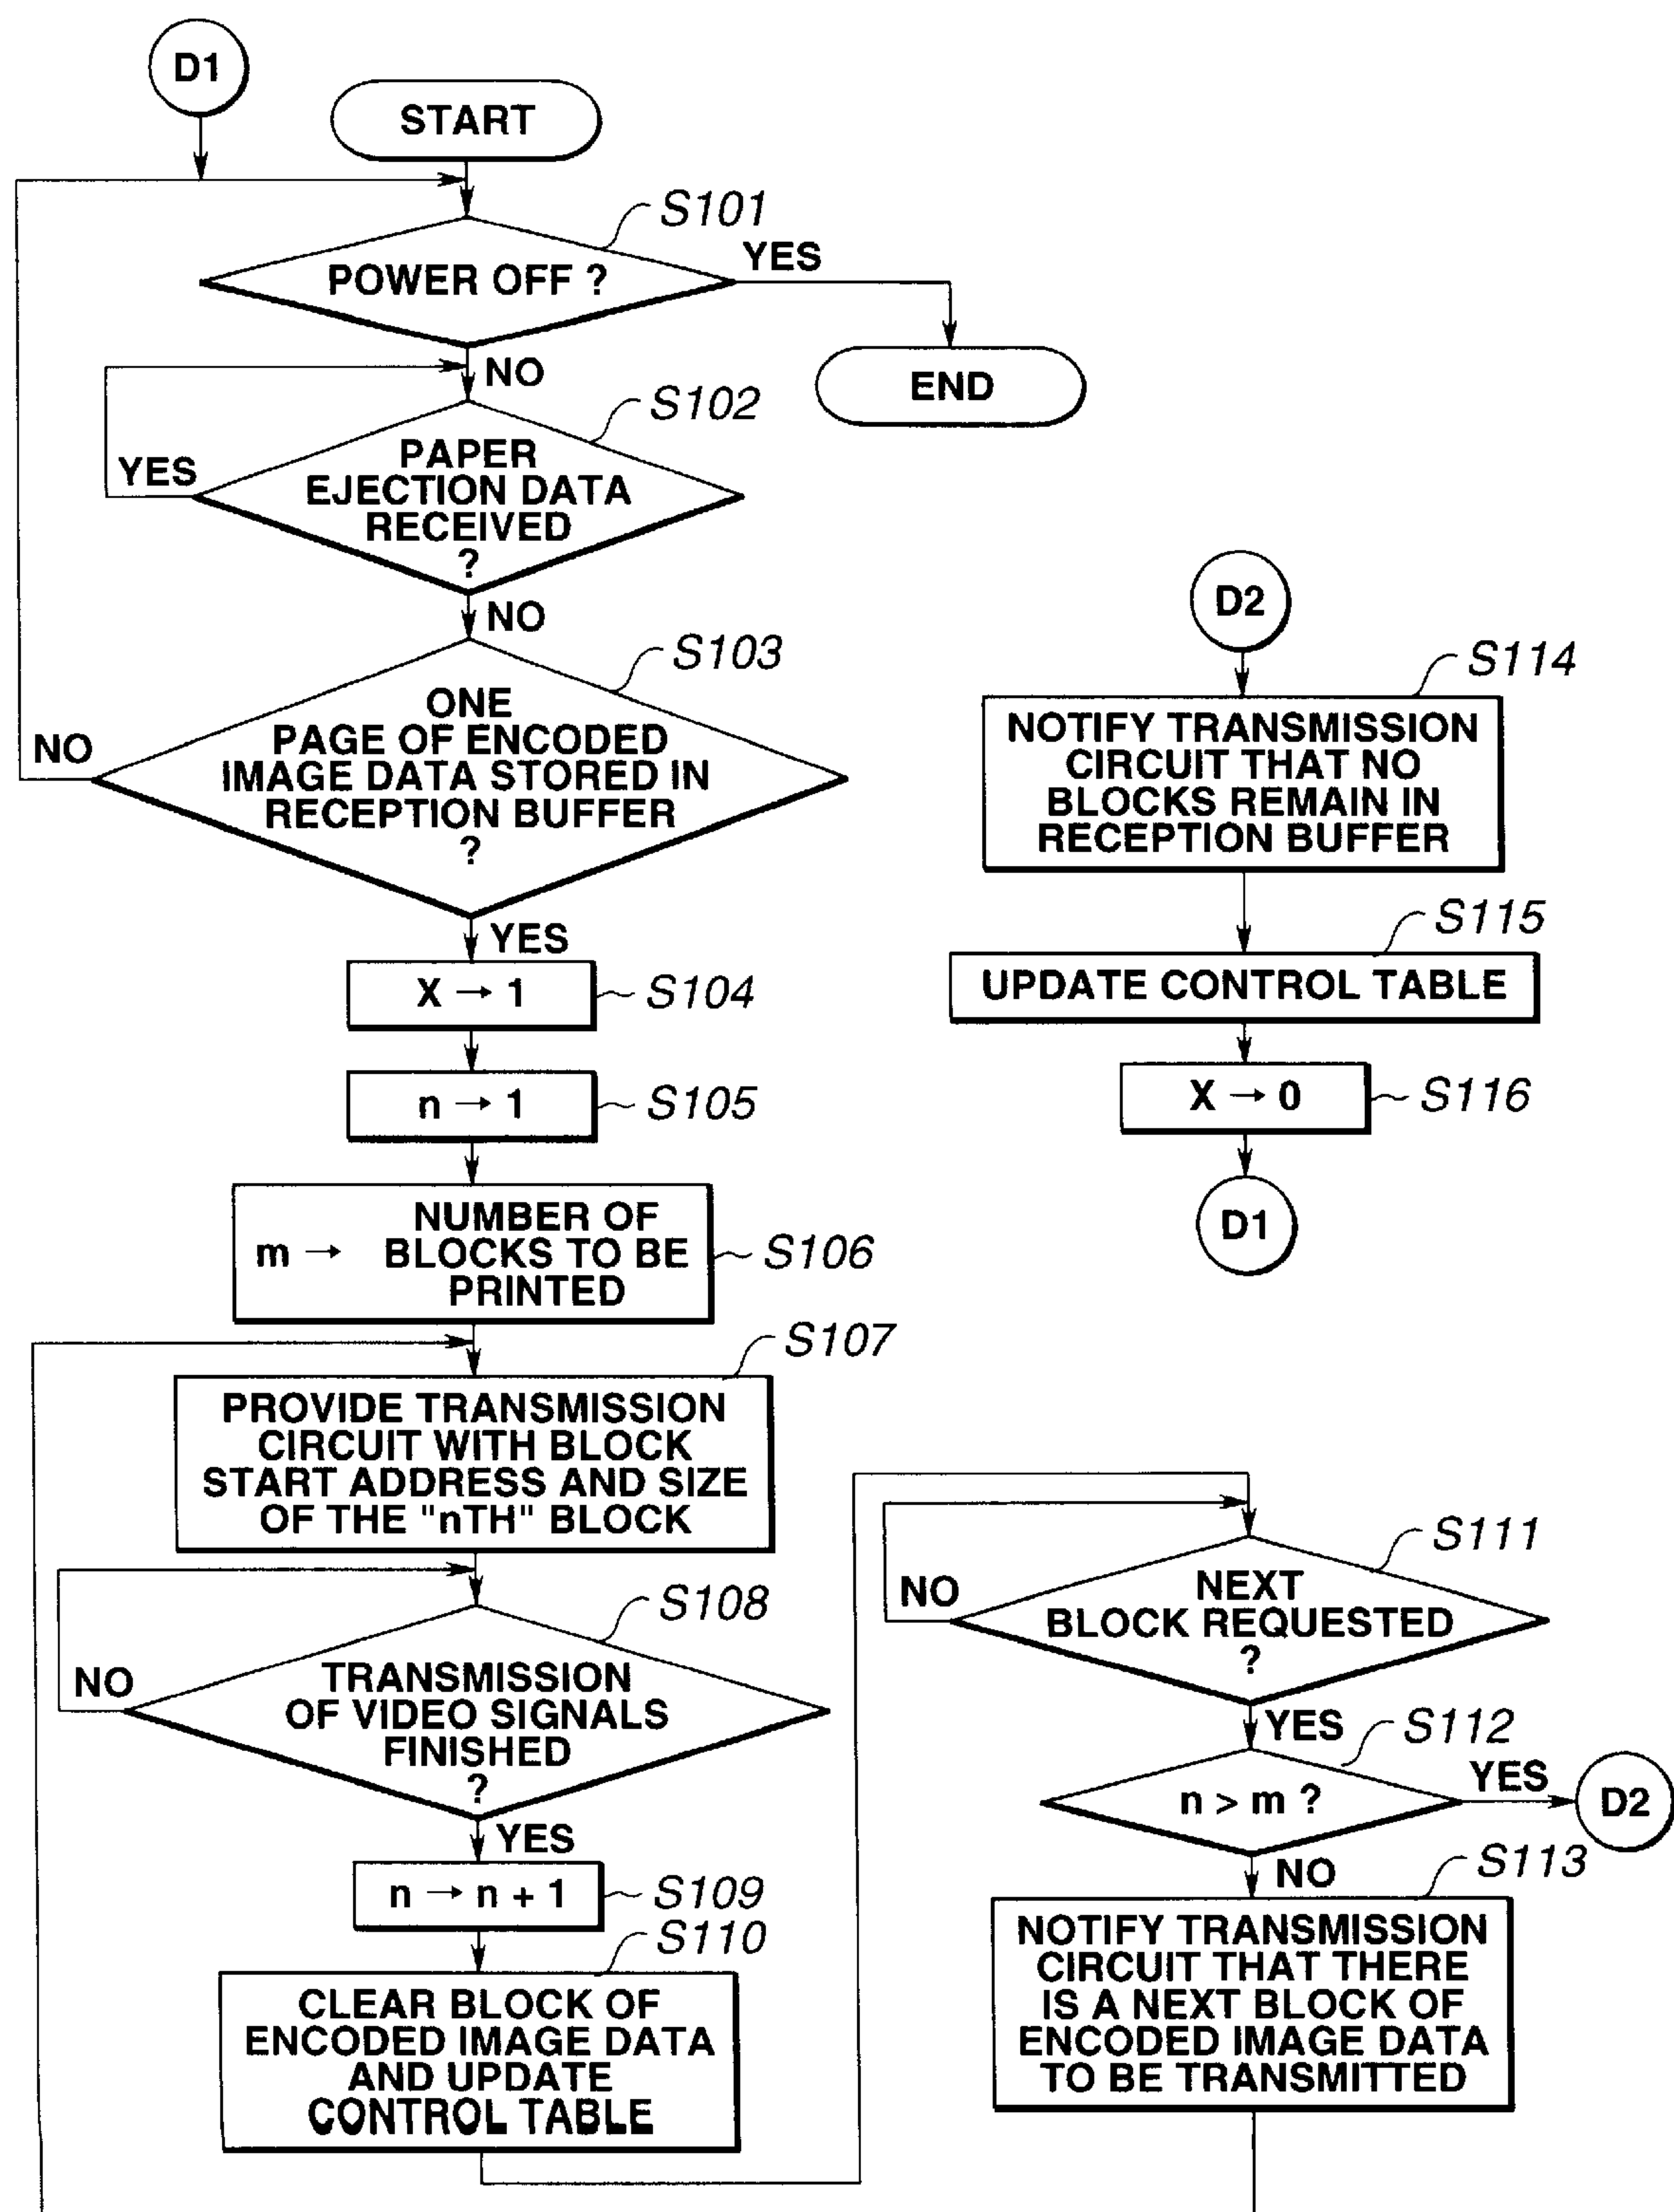 D1
START
S101
POWER OFF ?
YES
END
NO
S102
PAPER
EJECTION DATA
RECEIVED
?
YES
NO
S103
ONE
PAGE OF ENCODED
IMAGE DATA STORED IN
RECEPTION BUFFER
?
NO
YES
X → 1
S104
n → 1
S105
m → NUMBER OF
BLOCKS TO BE
PRINTED
S106
S107
PROVIDE TRANSMISSION
CIRCUIT WITH BLOCK
START ADDRESS AND SIZE
OF THE "nTH" BLOCK
S108
TRANSMISSION
OF VIDEO SIGNALS
FINISHED
?
NO
YES
n → n + 1
S109
S110
CLEAR BLOCK OF
ENCODED IMAGE DATA
AND UPDATE
CONTROL TABLE
S111
NEXT
BLOCK REQUESTED
?
NO
YES
S112
n > m ?
YES
D2
NO
S113
NOTIFY TRANSMISSION
CIRCUIT THAT THERE
IS A NEXT BLOCK OF
ENCODED IMAGE DATA
TO BE TRANSMITTED
D2
S114
NOTIFY TRANSMISSION
CIRCUIT THAT NO
BLOCKS REMAIN IN
RECEPTION BUFFER
S115
UPDATE CONTROL TABLE
X → 0
S116
D1